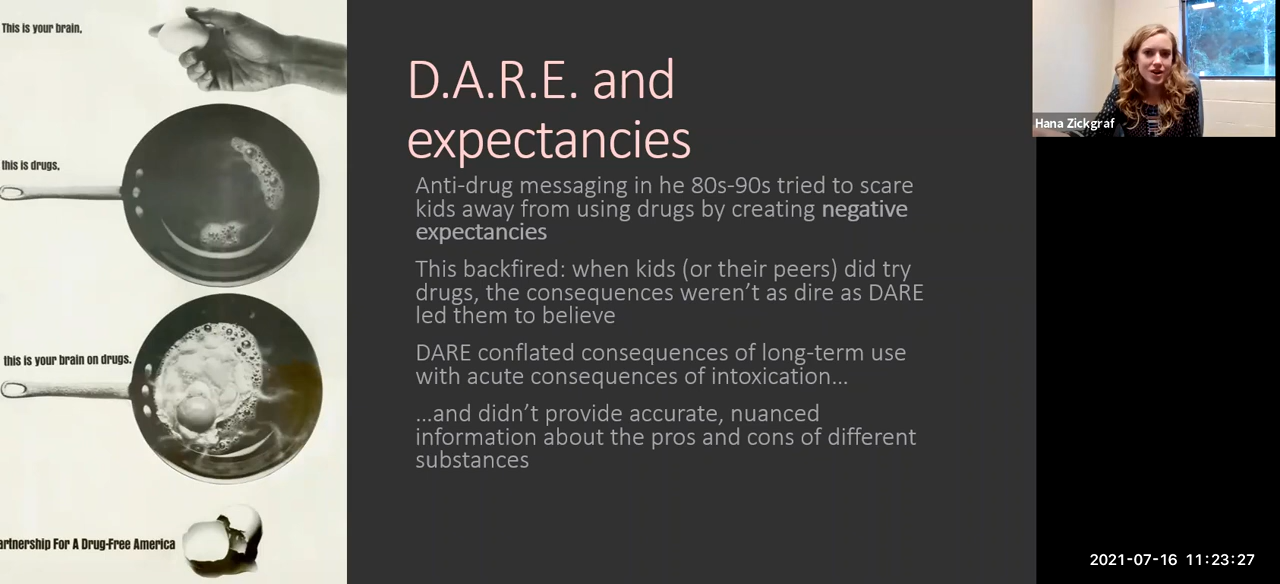 This is your brain.
this is drugs.
this is your brain on drugs.
artnership For A Drug-Free America
D.A.R.E. and
expectancies
Anti-drug messaging in he 80s-90s tried to scare
kids away from using drugs by creating negative
expectancies
This backfired: when kids (or their peers) did try
drugs, the consequences weren't as dire as DARE
led them to believe
DARE conflated consequences of long-term use
with acute consequences of intoxication...
...and didn't provide accurate, nuanced
information about the pros and cons of different
substances
Hana Zickgraf
2021-07-16 11:23:27